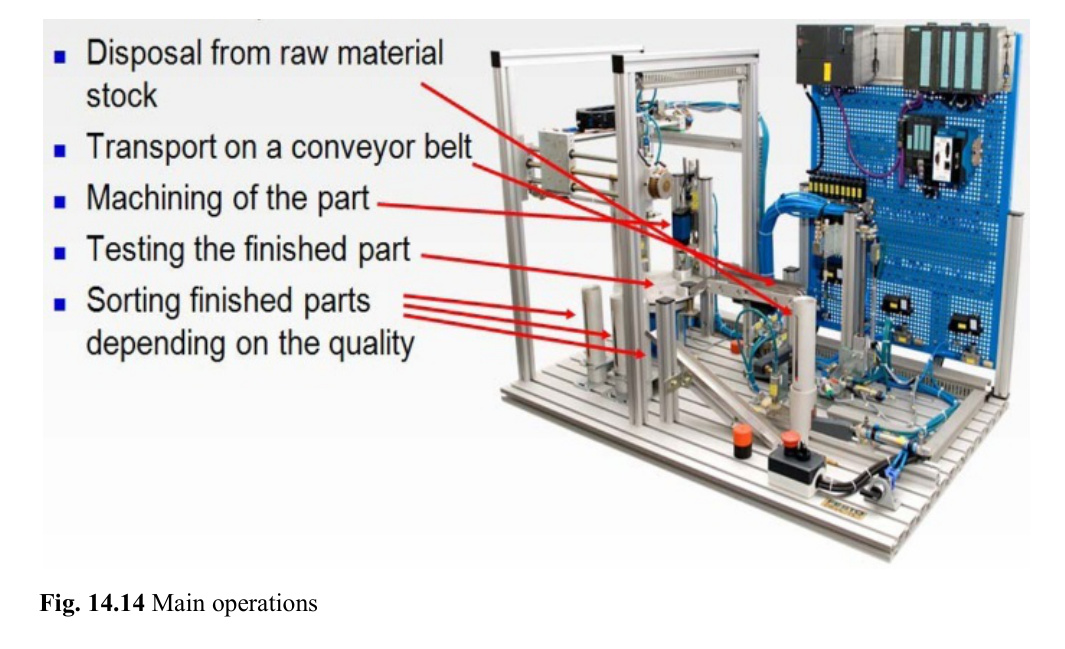 Disposal from raw material
stock
Transport on a conveyor belt
Machining of the part
Testing the finished part
Sorting finished parts
depending on the quality
FESTO
Fig. 14.14 Main operations